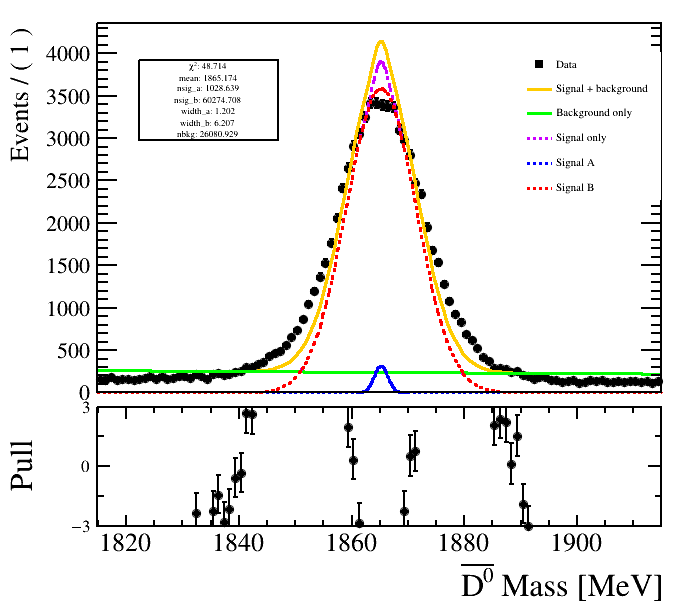 Events / ( 1 )
4000
3500
3000
2500
2000
1500
1000
500
0
χ²: 48.714
mean: 1865.174
nsig_a: 1028.639
nsig_b: 60274.708
width_a: 1.202
width_b: 6.207
nbkg: 26080.929
Data
Signal + background
Background only
Signal only
Signal A
Signal B
Pull
3
0
−3
1820 1840 1860 1880 1900
D⁰ Mass [MeV]